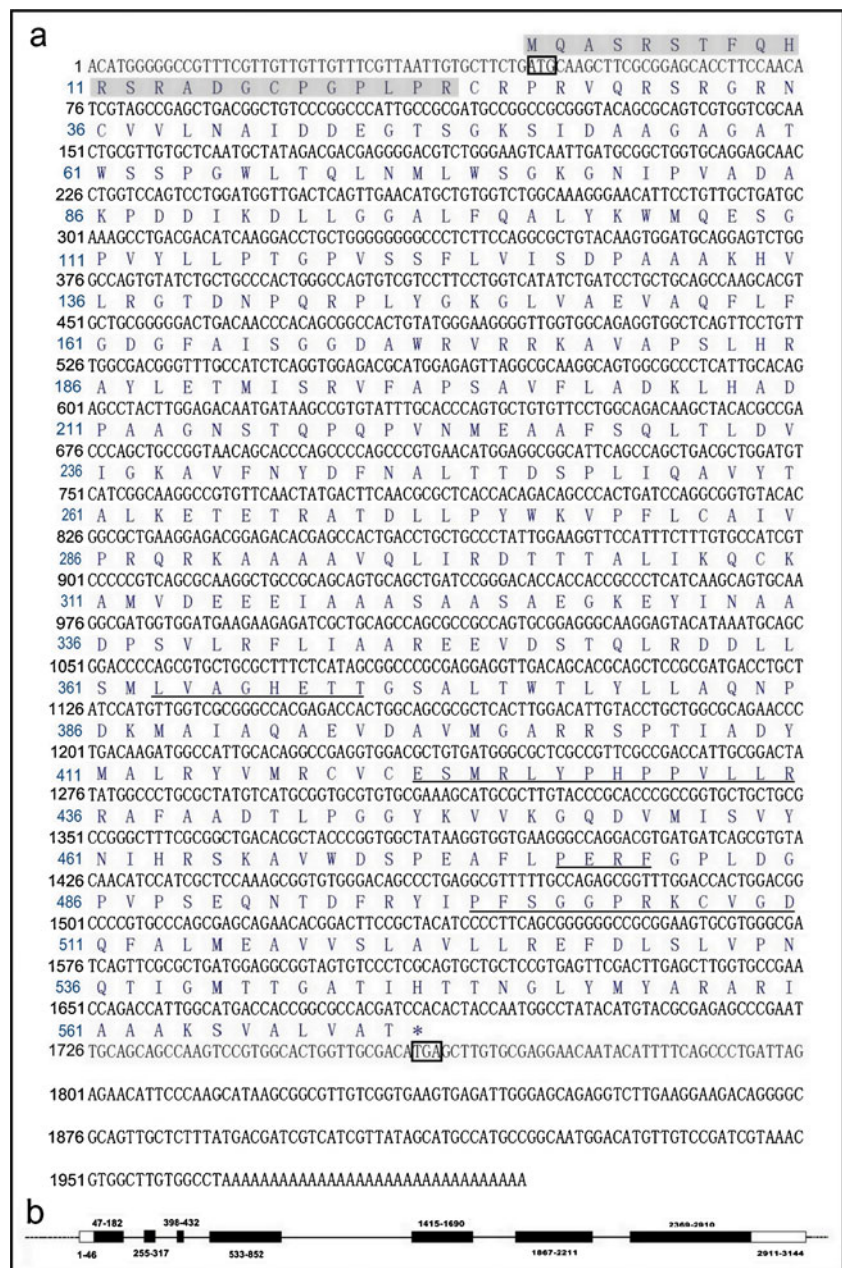 a
M Q A S R S T F Q H
1 ACATGGGGGCCGTTTCGTTGTTGTTGTTTCGTTAATTGTGCTTCTGATGCAAGCTTCGCGGAGCACCTTCCAACA
11 R S R A D G C P G P L P R C R P R V Q R S R G R N
76 TCGTAGCCGAGCTGACGGCTGTCCCGGCCCATTGCCGCGATGCCGGCCGCGGGTACAGCGCAGTCGTGGTCGCAA
36 C V V L N A I D D E G T S G K S I D A A G A G A T
151 CTGCGTTGTGCTCAATGCTATAGACGACGAGGGGACGTCTGGGAAGTCAATTGATGCGGCTGGTGCAGGAGCAAC
61 W S S P G W L T Q L N M L W S G K G N I P V A D A
226 CTGGTCCAGTCCTGGATGGTTGACTCAGTTGAACATGCTGTGGTCTGGCAAAGGGAACATTCCTGTTGCTGATGC
86 K P D D I K D L L G G A L F Q A L Y K W M Q E S G
301 AAAGCCTGACGACATCAAGGACCTGCTGGGGGGGGCCCTCTTCCAGGCGCTGTACAAGTGGATGCAGGAGTCTGG
111 P V Y L L P T G P V S S F L V I S D P A A A K H V
376 GCCAGTGTATCTGCTGCCCACTGGGCCAGTGTCGTCCTTCCTGGTCATATCTGATCCTGCTGCAGCCAAGCACGT
136 L R G T D N P Q R P L Y G K G L V A E V A Q F L F
451 GCTGCGGGGGACTGACAACCCACAGCGGCCACTGTATGGGAAGGGGTTGGTGGCAGAGGTGGCTCAGTTCCTGTT
161 G D G F A I S G G D A W R V R R K A V A P S L H R
526 TGGCGACGGGTTTGCCATCTCAGGTGGAGACGCATGGAGAGTTAGGCGCAAGGCAGTGGCGCCCTCATTGCACAG
186 A Y L E T M I S R V F A P S A V F L A D K L H A D
601 AGCCTACTTGGAGACAATGATAAGCCGTGTATTTGCACCCAGTGCTGTGTTCCTGGCAGACAAGCTACACGCCGA
211 P A A G N S T Q P Q P V N M E A A F S Q L T L D V
676 CCCAGCTGCCGGTAACAGCACCCAGCCCCAGCCCGTGAACATGGAGGCGGCATTCAGCCAGCTGACGCTGGATGT
236 I G K A V F N Y D F N A L T T D S P L I Q A V Y T
751 CATCGGCAAGGCCGTGTTCAACTATGACTTCAACGCGCTCACCACAGACAGCCCACTGATCCAGGCGGTGTACAC
261 A L K E T E T R A T D L L P Y W K V P F L C A I V
826 GGCGCTGAAGGAGACGGAGACACGAGCCACTGACCTGCTGCCCTATTGGAAGGTTCCATTTCTTTGTGCCATCGT
286 P R Q R K A A A A V Q L I R D T T T A L I K Q C K
901 CCCCCGTCAGCGCAAGGCTGCCGCAGCAGTGCAGCTGATCCGGGACACCACCACCGCCCTCATCAAGCAGTGCAA
311 A M V D E E E I A A A S A A S A E G K E Y I N A A
976 GGCGATGGTGGATGAAGAAGAGATCGCTGCAGCCAGCGCCGCCAGTGCGGAGGGCAAGGAGTACATAAATGCAGC
336 D P S V L R F L I A A R E E V D S T Q L R D D L L
1051 GGACCCCAGCGTGCTGCGCTTTCTCATAGCGGCCCGCGAGGAGGTTGACAGCACGCAGCTCCGCGATGACCTGCT
361 S M L V A G H E T T G S A L T W T L Y L L A Q N P
1126 ATCCATGTTGGTCGCGGGCCACGAGACCACTGGCAGCGCGCTCACTTGGACATTGTACCTGCTGGCGCAGAACCC
386 D K M A I A Q A E V D A V M G A R R S P T I A D Y
1201 TGACAAGATGGCCATTGCACAGGCCGAGGTGGACGCTGTGATGGGCGCTCGCCGTTCGCCGACCATTGCGGACTA
411 M A L R Y V M R C V C E S M R L Y P H P P V L L R
1276 TATGGCCCTGCGCTATGTCATGCGGTGCGTGTGCGAAAGCATGCGCTTGTACCCGCACCCGCCGGTGCTGCTGCG
436 R A F A A D T L P G G Y K V V K G Q D V M I S V Y
1351 CCGGGCTTTCGCGGCTGACACGCTACCCGGTGGCTATAAGGTGGTGAAGGGCCAGGACGTGATGATCAGCGTGTA
461 N I H R S K A V W D S P E A F L P E R F G P L D G
1426 CAACATCCATCGCTCCAAAGCGGTGTGGGACAGCCCTGAGGCGTTTTTGCCAGAGCGGTTTGGACCACTGGACGG
486 P V P S E Q N T D F R Y I P F S G G P R K C V G D
1501 CCCCGTGCCCAGCGAGCAGAACACGGACTTCCGCTACATCCCCTTCAGCGGGGGGCCGCGGAAGTGCGTGGGCGA
511 Q F A L M E A V V S L A V L L R E F D L S L V P N
1576 TCAGTTCGCGCTGATGGAGGCGGTAGTGTCCCTCGCAGTGCTGCTCCGTGAGTTCGACTTGAGCTTGGTGCCGAA
536 Q T I G M T T G A T I H T T N G L Y M Y A R A R I
1651 CCAGACCATTGGCATGACCACCGGCGCCACGATCCACACTACCAATGGCCTATACATGTACGCGAGAGCCCGAAT
561 A A A K S V A L V A T *
1726 TGCAGCAGCCAAGTCCGTGGCACTGGTTGCGACATGAGCTTGTGCGAGGAACAATACATTTTCAGCCCTGATTAG
1801 AGAACATTCCCAAGCATAAGCGGCGTTGTCGGTGAAGTGAGATTGGGAGCAGAGGTCTTGAAGGAAGACAGGGGC
1876 GCAGTTGCTCTTTATGACGATCGTCATCGTTATAGCATGCCATGCCGGCAATGGACATGTTGTCCGATCGTAAAC
1951 GTGGCTTGTGGCCTAAAAAAAAAAAAAAAAAAAAAAAAAAAAAAAA
b
47-182 398-432 1415-1690 2369-2910
1-46 255-317 533-852 1867-2211 2911-3144